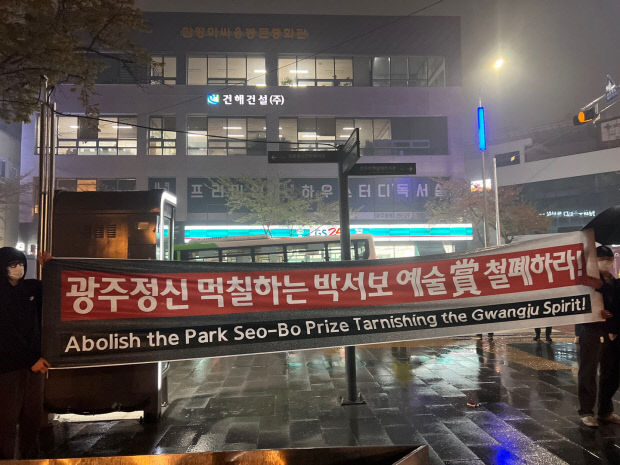 건해건설(주)
GS25
광주정신 먹칠하는 박서보 예술賞 철폐하라!
Abolish the Park Seo-Bo Prize Tarnishing the Gwangju Spirit!